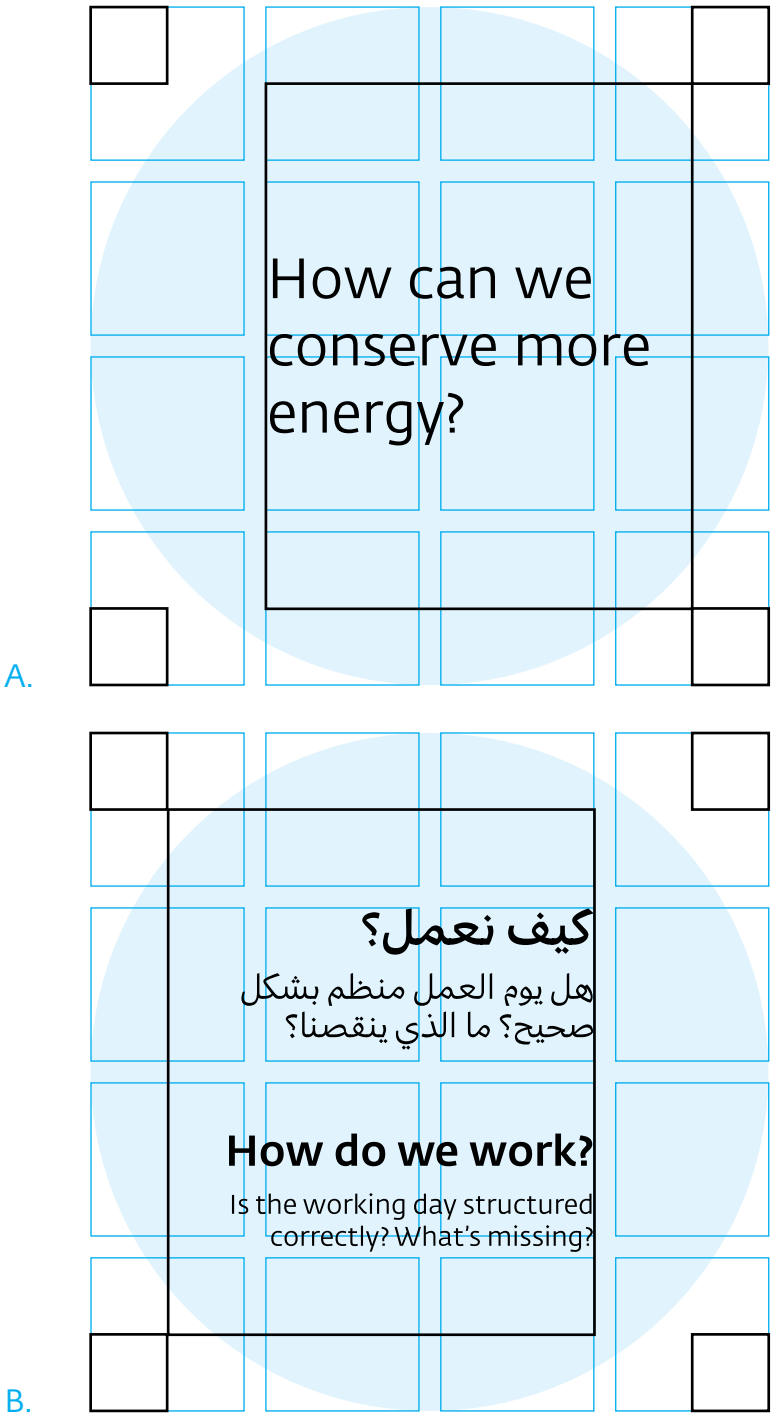 How can we
conserve more
energy?
A.
كيف نعمل؟
هل يوم العمل منظم بشكل
صحيح؟ ما الذي ينقصنا؟
How do we work?
Is the working day structured
correctly? What's missing?
B.